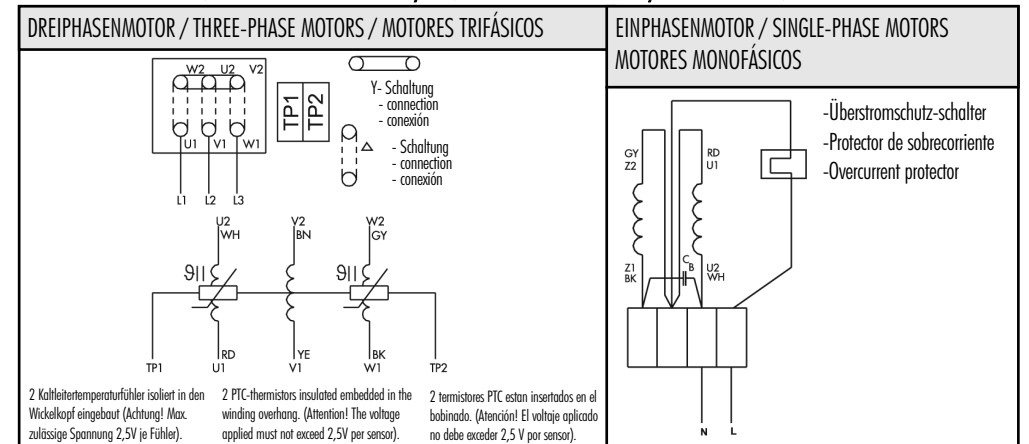 DREIPHASENMOTOR / THREE-PHASE MOTORS / MOTORES TRIFÁSICOS
W2 U2 V2
U1 V1 W1
L1 L2 L3
TP1
TP2
Y- Schaltung
- connection
- conexión
△ - Schaltung
- connection
- conexión
U2
WH
V2
BN
W2
GY
ϑII
ϑII
TP1
RD
U1
YE
V1
BK
W1
TP2
2 Kaltleitertemperaturfühler isoliert in den
Wickelkopf eingebaut (Achtung! Max.
zulässige Spannung 2,5V je Fühler).
2 PTC-thermistors insulated embedded in the
winding overhang. (Attention! The voltage
applied must not exceed 2,5V per sensor).
2 termistores PTC estan insertados en el
bobinado. (Atención! El voltaje aplicado
no debe exceder 2,5 V por sensor).
EINPHASENMOTOR / SINGLE-PHASE MOTORS
MOTORES MONOFÁSICOS
-Überstromschutz-schalter
-Protector de sobrecorriente
-Overcurrent protector
GY
Z2
RD
U1
Z1
BK
C
B
U2
WH
N L